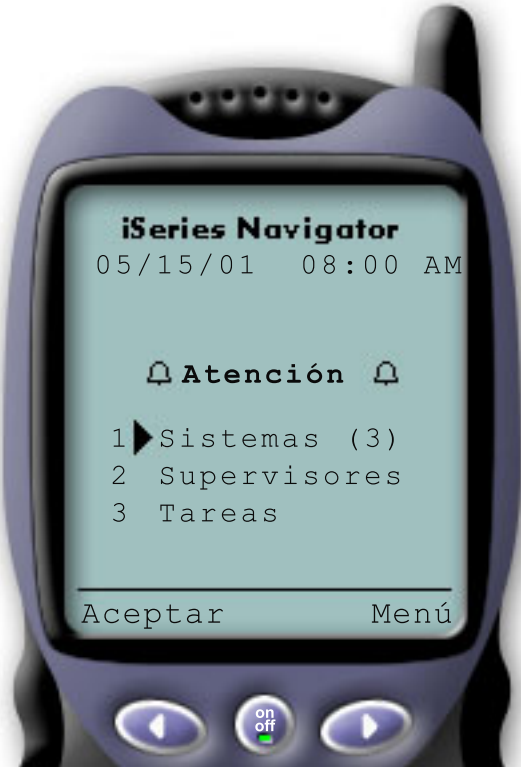 iSeries Navigator
05/15/01 08:00 AM
Atención
1 Sistemas (3)
2 Supervisores
3 Tareas
Aceptar Menú
on
off